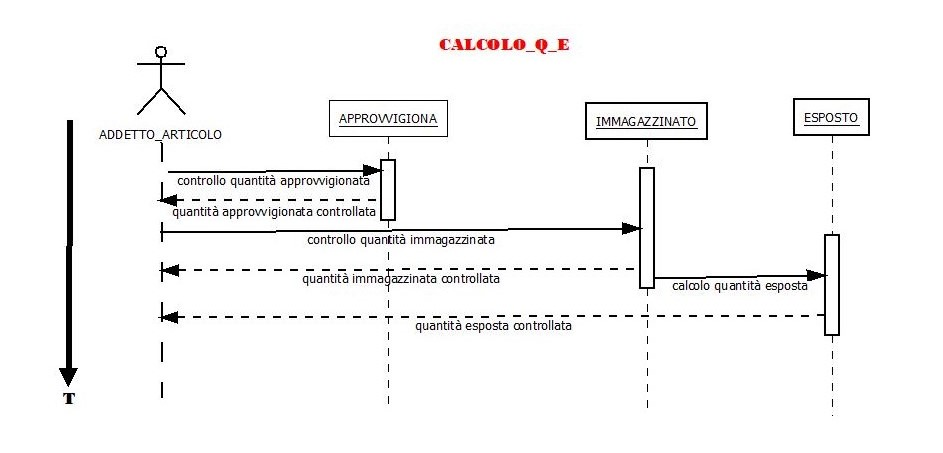 CALCOLO_Q_E
ADDETTO_ARTICOLO
APPROVVIGIONA
IMMAGAZZINATO
ESPOSTO
controllo quantità approvvigionata
quantità approvvigionata controllata
controllo quantità immagazzinata
quantità immagazzinata controllata
calcolo quantità esposta
quantità esposta controllata
T